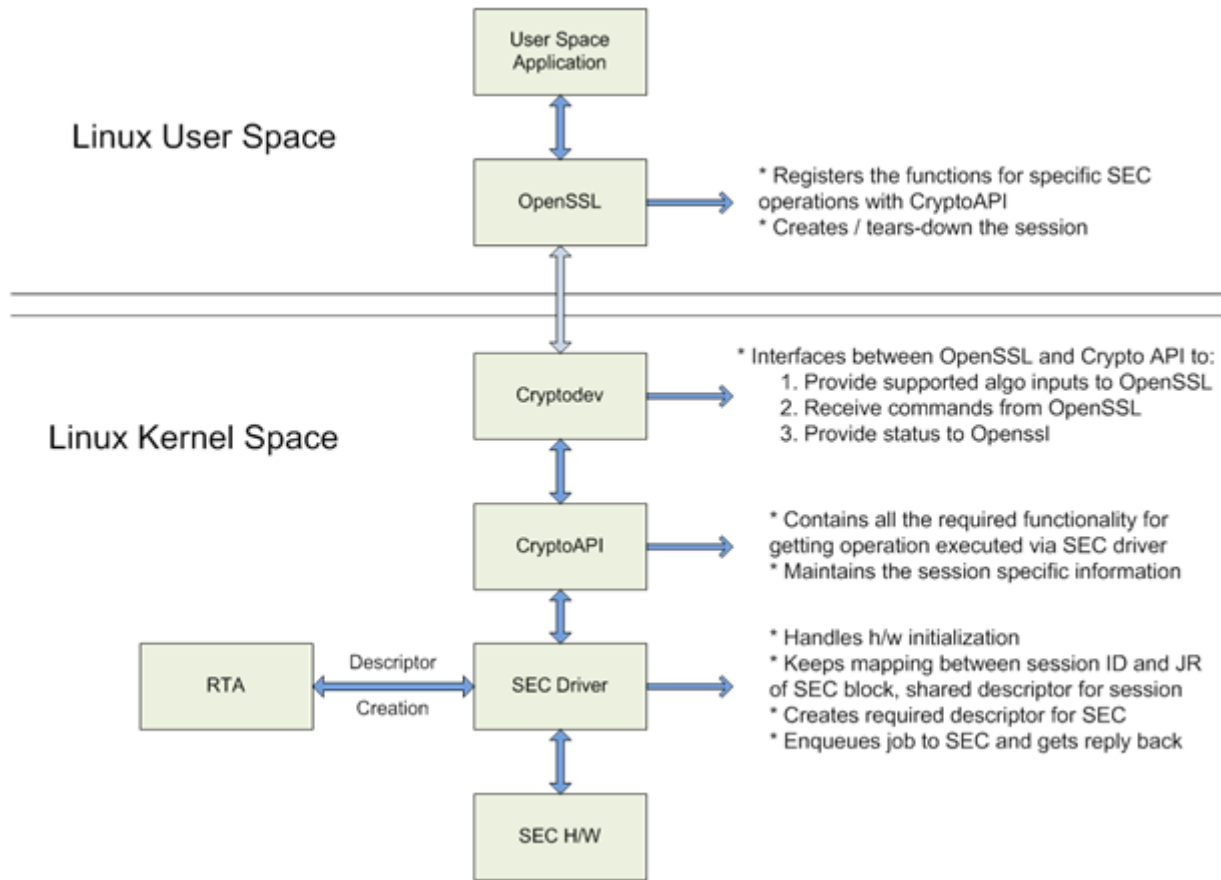 User Space
Application
Linux User Space
OpenSSL
* Registers the functions for specific SEC
operations with CryptoAPI
* Creates / tears-down the session
Cryptodev
* Interfaces between OpenSSL and Crypto API to:
1. Provide supported algo inputs to OpenSSL
2. Receive commands from OpenSSL
3. Provide status to Openssl
Linux Kernel Space
CryptoAPI
* Contains all the required functionality for
getting operation executed via SEC driver
* Maintains the session specific information
RTA
Descriptor
Creation
SEC Driver
* Handles h/w initialization
* Keeps mapping between session ID and JR
of SEC block, shared descriptor for session
* Creates required descriptor for SEC
* Enqueues job to SEC and gets reply back
SEC H/W